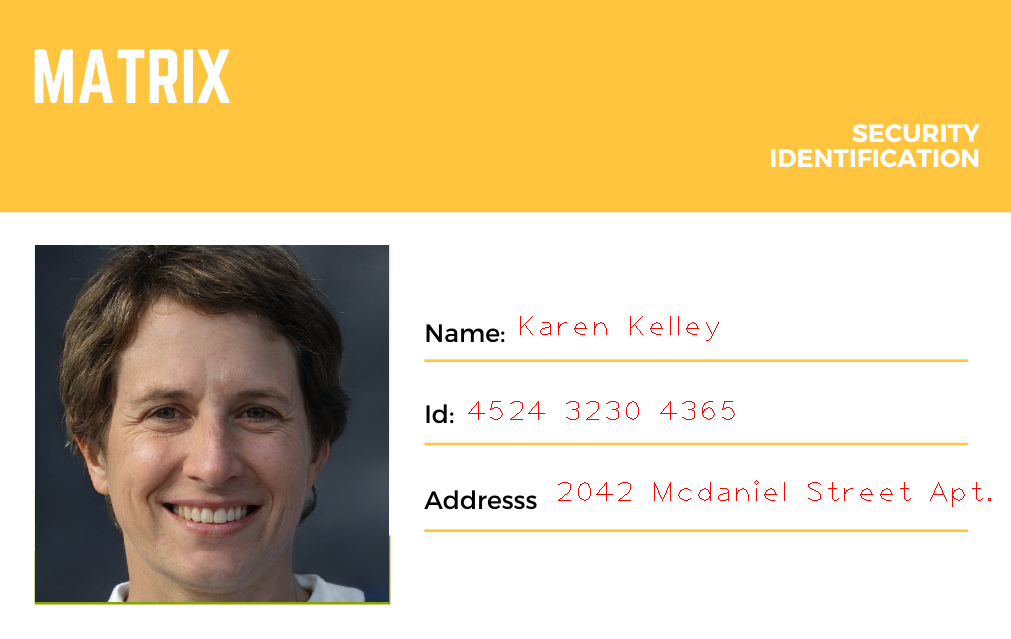 MATRIX
SECURITY
IDENTIFICATION
Name: Karen Kelley
Id: 4524 3230 4365
Addresss 2042 Mcdaniel Street Apt.